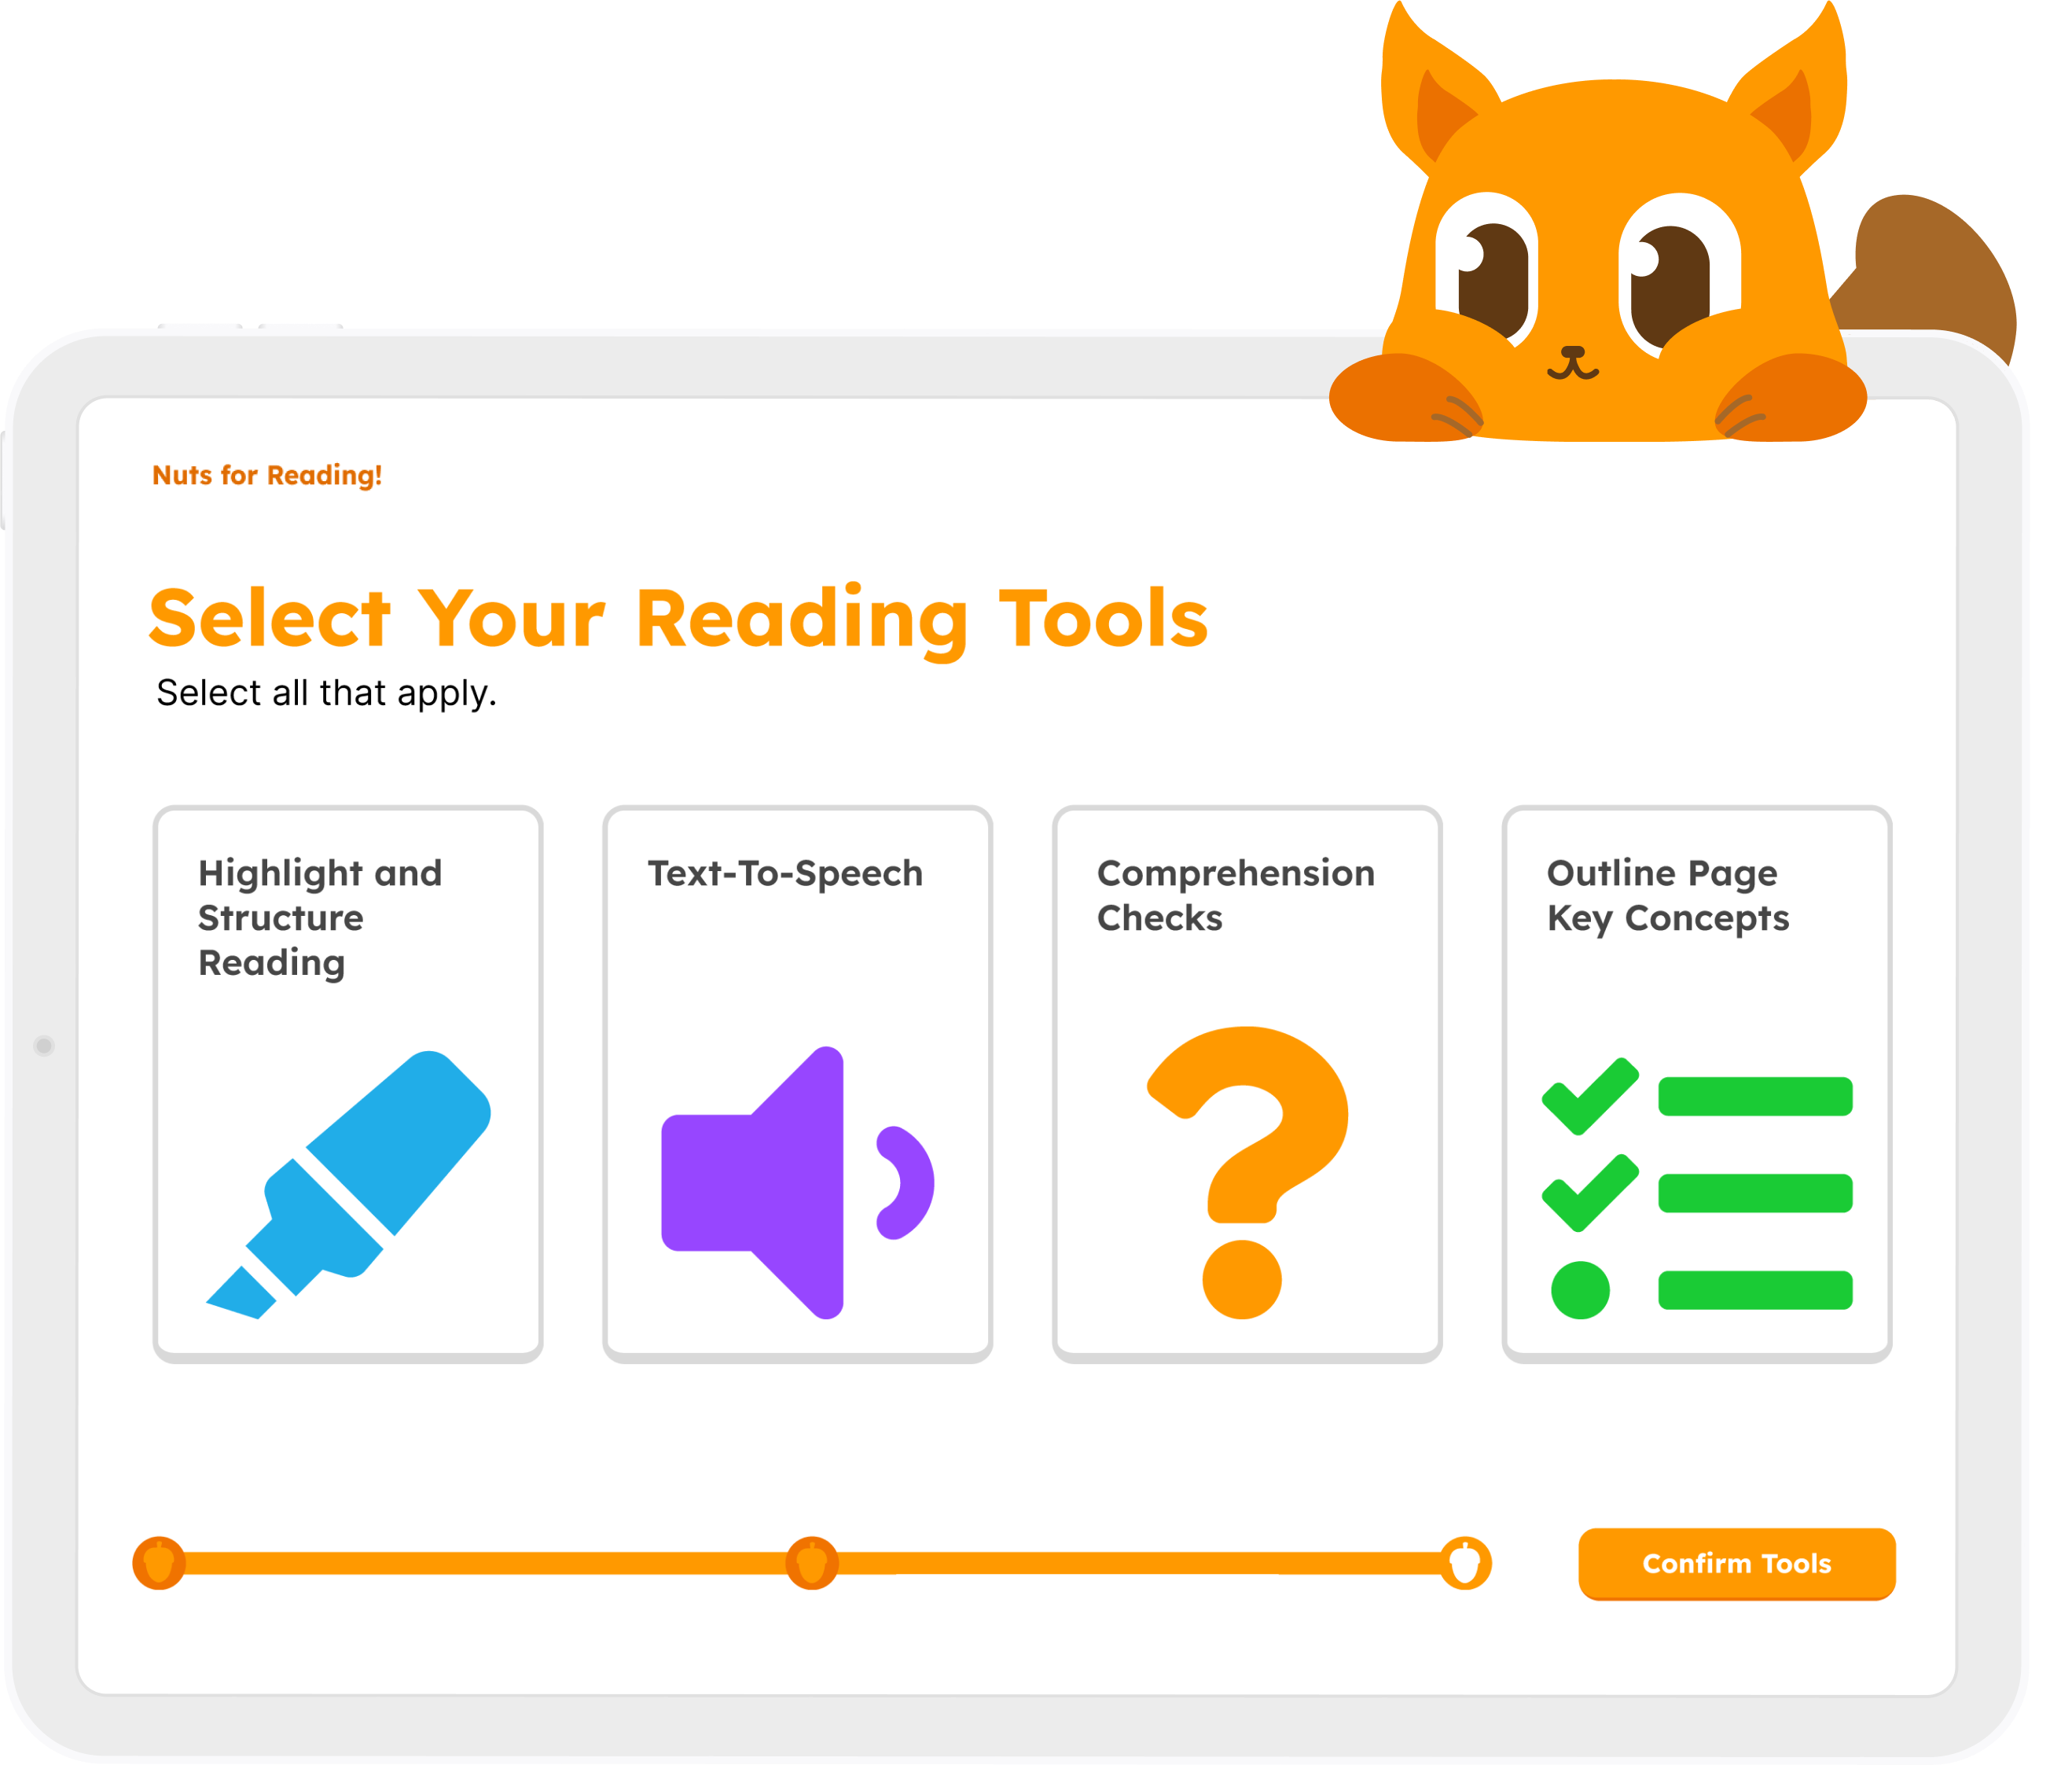 Nuts for Reading!
Select Your Reading Tools
Select all that apply.
Highlight and
Structure
Reading
Text-To-Speech
Comprehension
Checks
Outline Page
Key Concepts
Confirm Tools